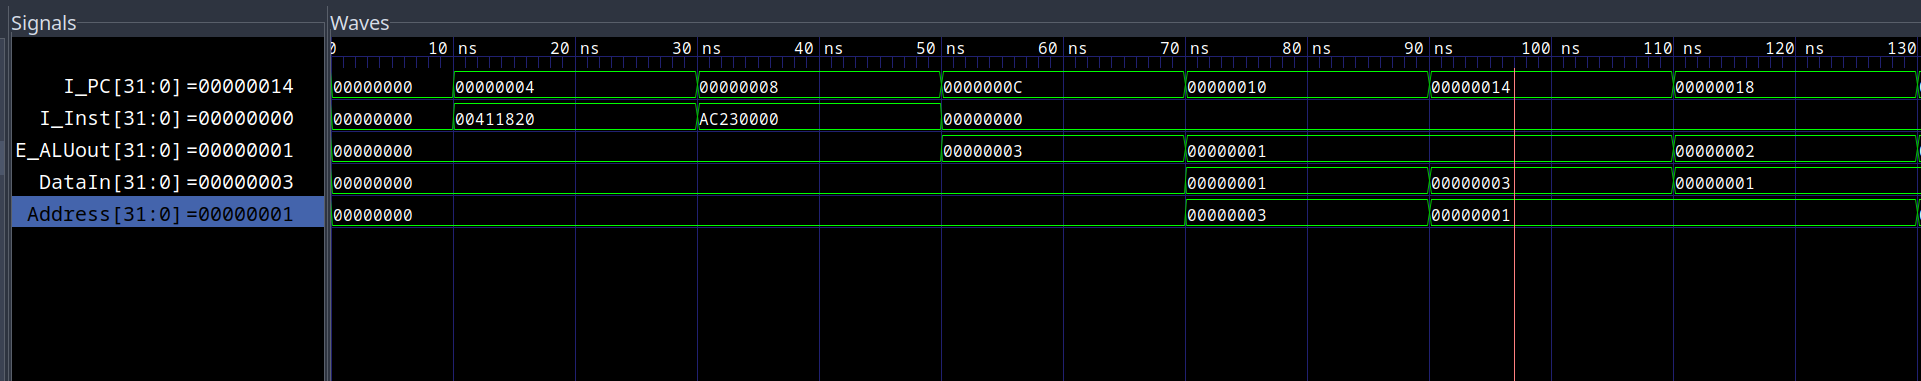 Signals Waves
0 10 ns 20 ns 30 ns 40 ns 50 ns 60 ns 70 ns 80 ns 90 ns 100 ns 110 ns 120 ns 130
I_PC[31:0]=00000014 00000000 00000004 00000008 0000000C 00000010 00000014 00000018
I_Inst[31:0]=00000000 00000000 00411820 AC230000 00000000
E_ALUout[31:0]=00000001 00000000 00000003 00000001 00000002
DataIn[31:0]=00000003 00000000 00000001 00000003 00000001
Address[31:0]=00000001 00000000 00000003 00000001